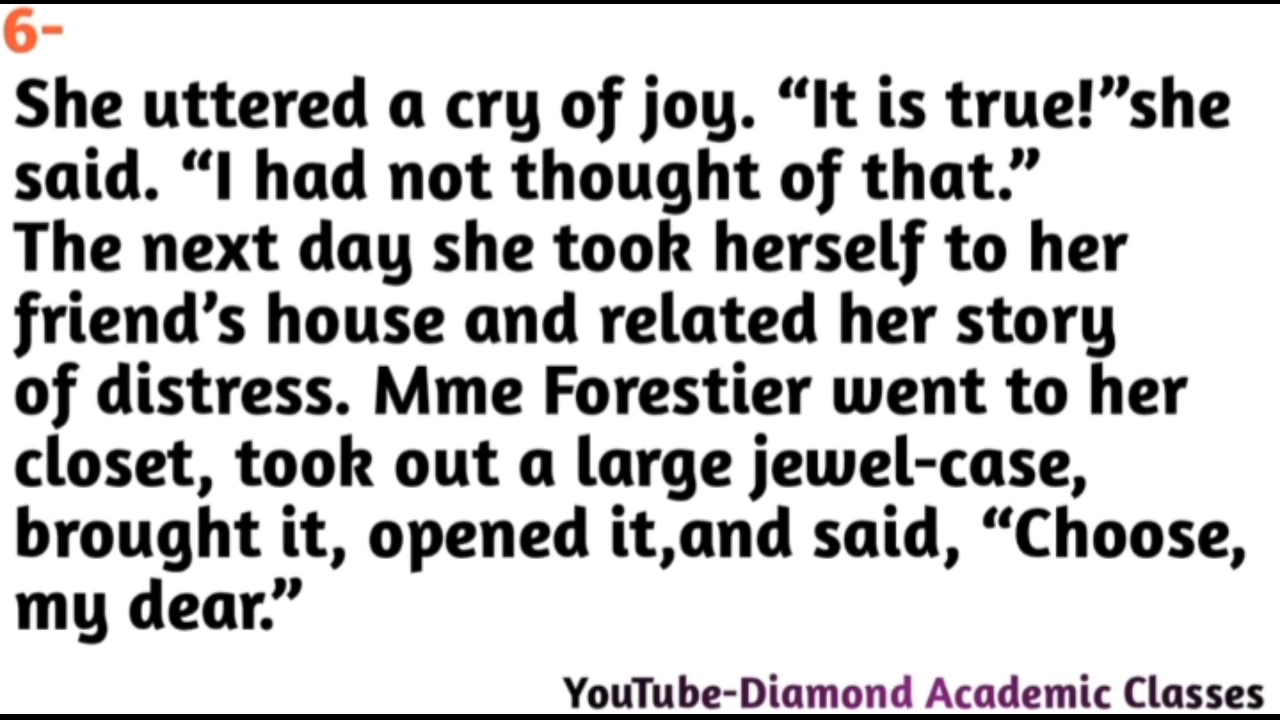 6-
She uttered a cry of joy. “It is true!”she
said. “I had not thought of that.”
The next day she took herself to her
friend’s house and related her story
of distress. Mme Forestier went to her
closet, took out a large jewel-case,
brought it, opened it,and said, “Choose,
my dear.”
YouTube-Diamond Academic Classes